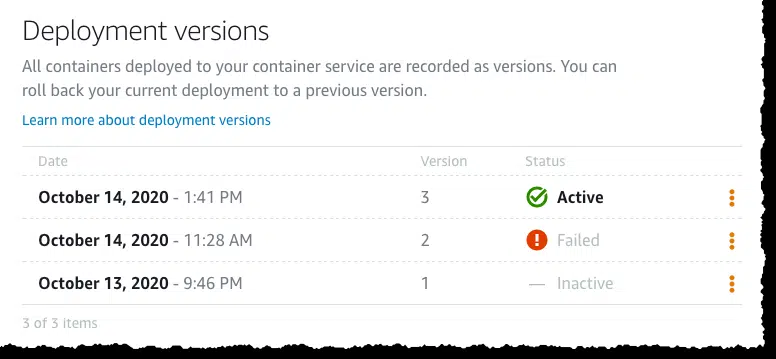 Deployment versions
All containers deployed to your container service are recorded as versions. You can
roll back your current deployment to a previous version.
Learn more about deployment versions
Date Version Status
October 14, 2020 - 1:41 PM 3 Active
October 14, 2020 - 11:28 AM 2 Failed
October 13, 2020 - 9:46 PM 1 — Inactive
3 of 3 items